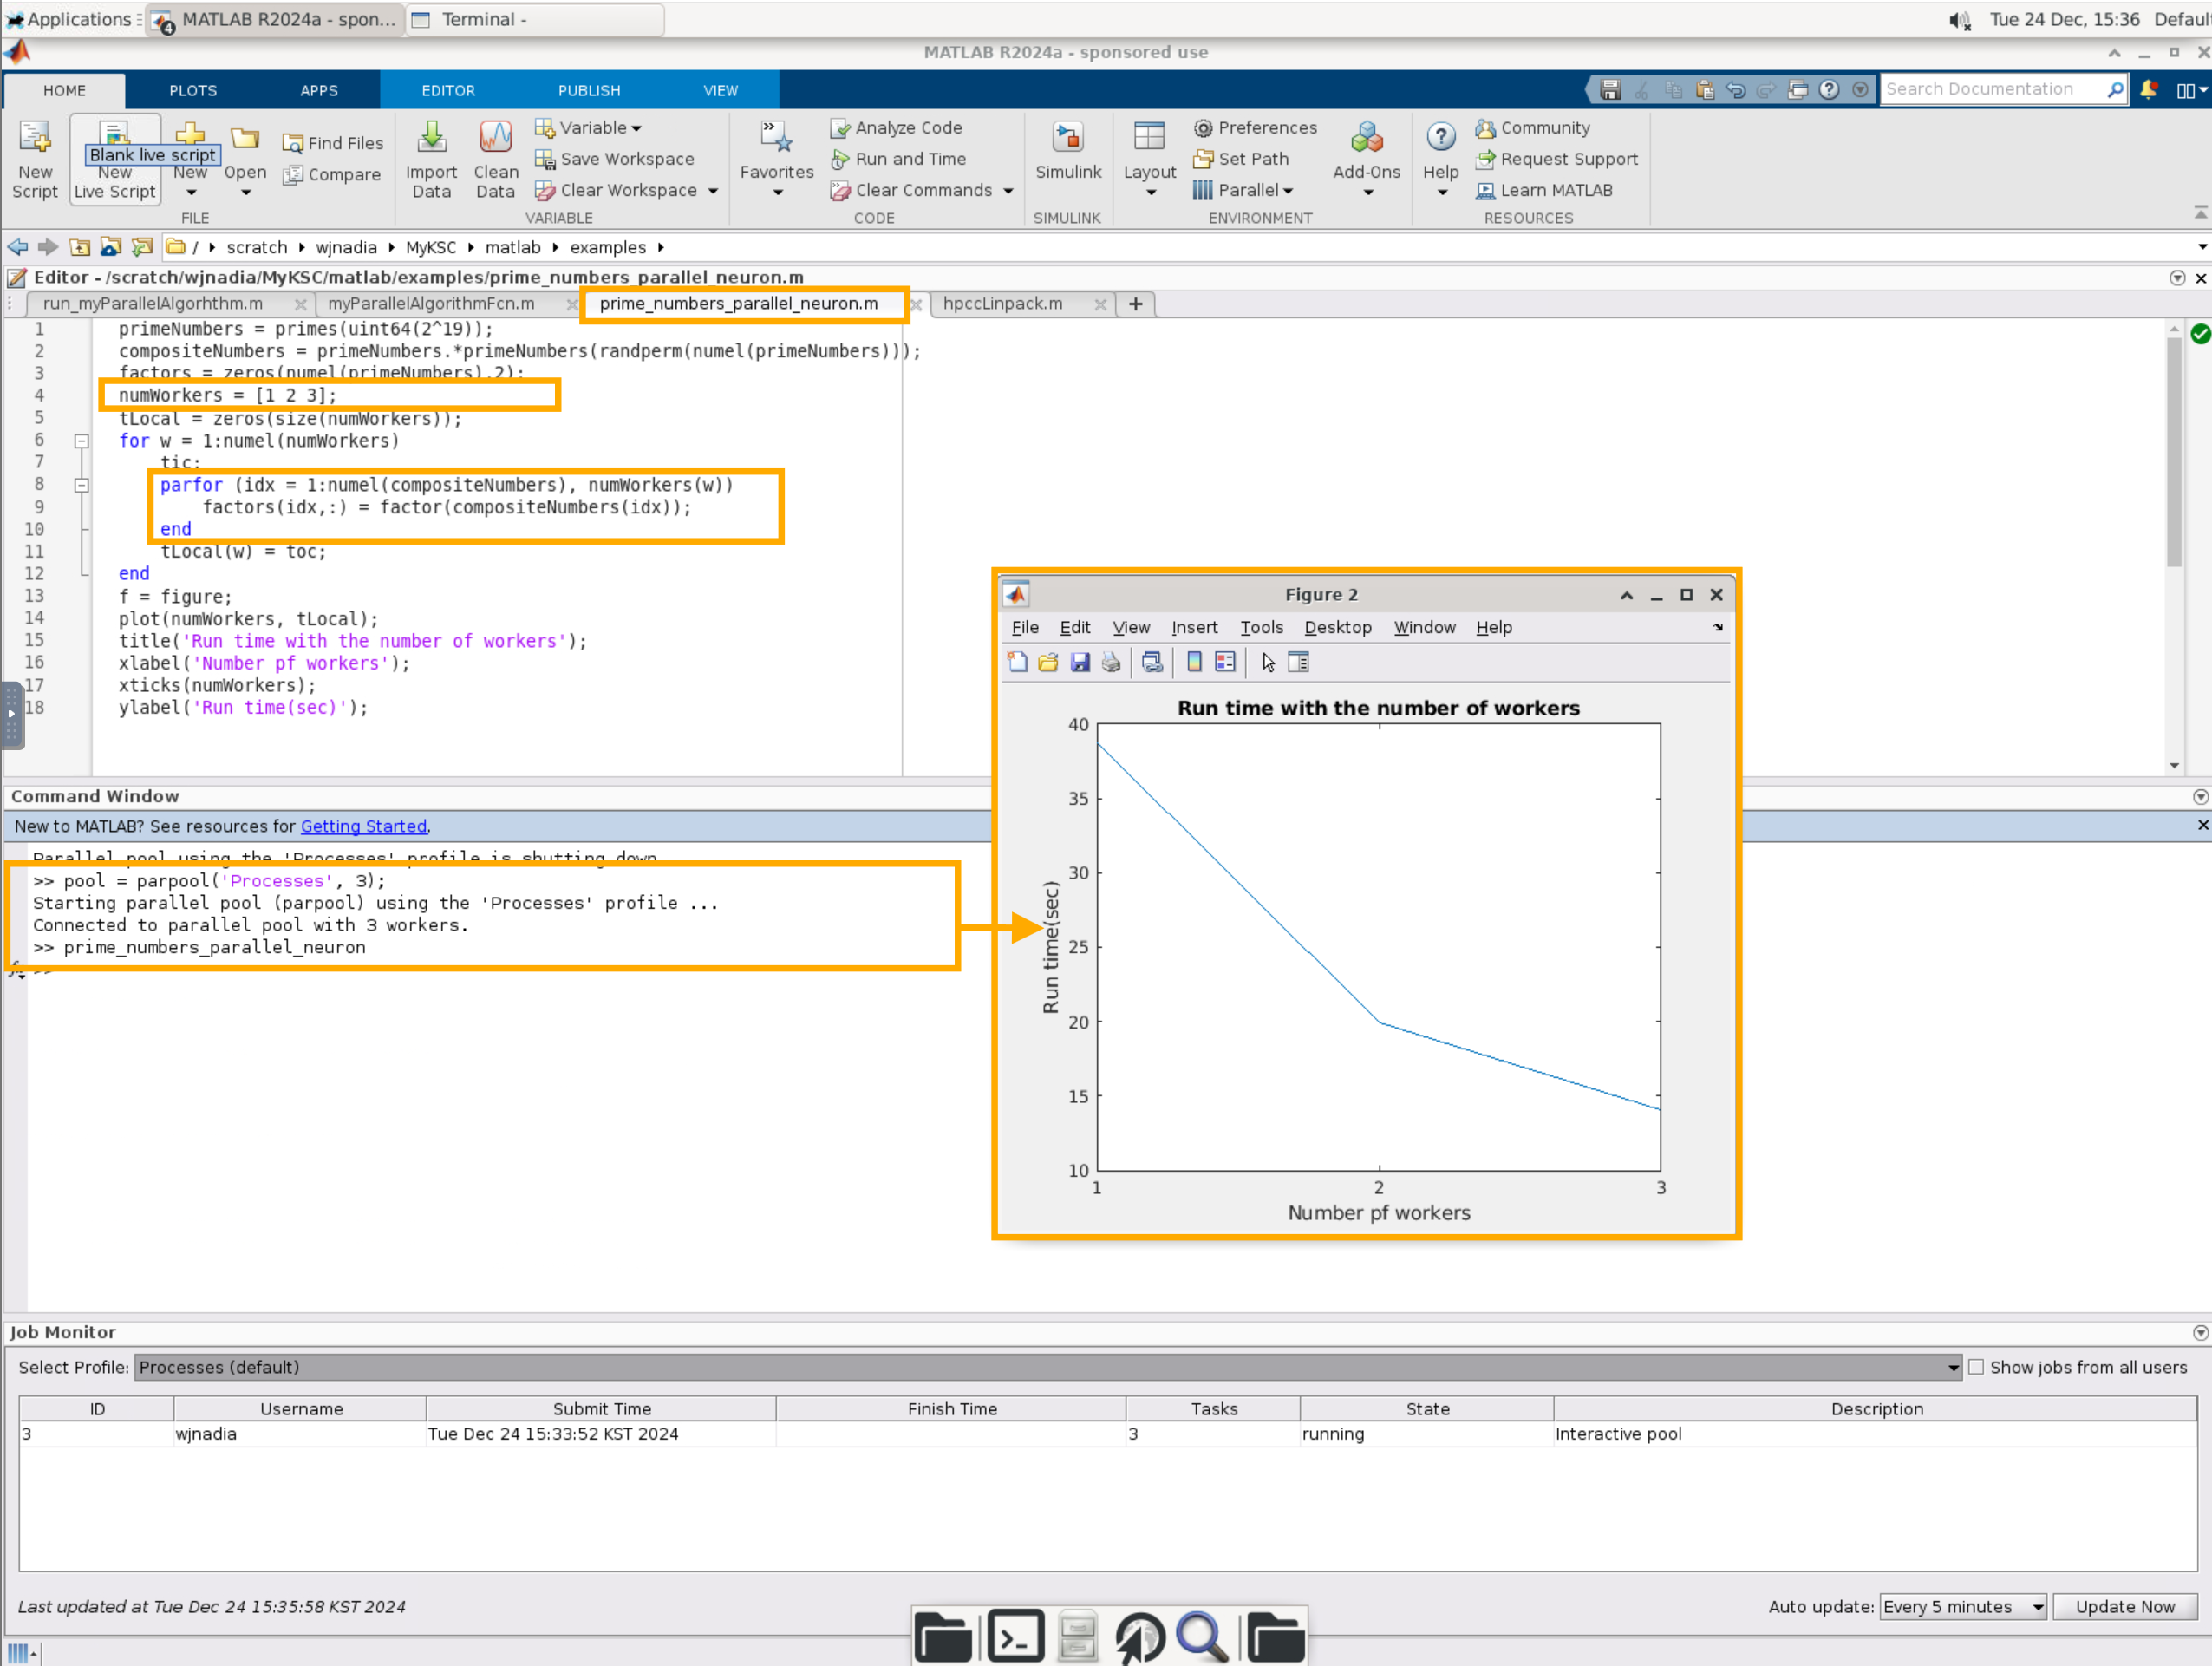 Applications MATLAB R2024a - spon... Terminal -
Tue 24 Dec, 15:36 Defaul
4
MATLAB R2024a - sponsored use
HOME PLOTS APPS EDITOR PUBLISH VIEW
Search Documentation
New Script
Blank live script
New Live Script
New
Open
Find Files
Compare
FILE
Import Data
Clean Data
Variable
Save Workspace
Clear Workspace
VARIABLE
Favorites
Analyze Code
Run and Time
Clear Commands
CODE
Simulink
SIMULINK
Layout
Preferences
Set Path
Parallel
Add-Ons
ENVIRONMENT
Help
Community
Request Support
Learn MATLAB
RESOURCES
/ scratch wjnadia MyKSC matlab examples
Editor - /scratch/wjnadia/MyKSC/matlab/examples/prime_numbers_parallel_neuron.m
run_myParallelAlgorhthm.m myParallelAlgorithmFcn.m prime_numbers_parallel_neuron.m hpccLinpack.m +
1 primeNumbers = primes(uint64(2^19));
2 compositeNumbers = primeNumbers.*primeNumbers(randperm(numel(primeNumbers)));
3 factors = zeros(numel(primeNumbers),2);
4 numWorkers = [1 2 3];
5 tLocal = zeros(size(numWorkers));
6 for w = 1:numel(numWorkers)
7 tic;
8 parfor (idx = 1:numel(compositeNumbers), numWorkers(w))
9 factors(idx,:) = factor(compositeNumbers(idx));
10 end
11 tLocal(w) = toc;
12 end
13 f = figure;
14 plot(numWorkers, tLocal);
15 title('Run time with the number of workers');
16 xlabel('Number pf workers');
17 xticks(numWorkers);
18 ylabel('Run time(sec)');
Figure 2
File Edit View Insert Tools Desktop Window Help
Run time with the number of workers
40
35
30
25
20
15
10
Run time(sec)
1 2 3
Number pf workers
Command Window
New to MATLAB? See resources for Getting Started.
Parallel pool using the 'Processes' profile is shutting down
>> pool = parpool('Processes', 3);
Starting parallel pool (parpool) using the 'Processes' profile ...
Connected to parallel pool with 3 workers.
>> prime_numbers_parallel_neuron
>>
Job Monitor
Select Profile: Processes (default) Show jobs from all users
ID Username Submit Time Finish Time Tasks State Description
3 wjnadia Tue Dec 24 15:33:52 KST 2024 3 running Interactive pool
Last updated at Tue Dec 24 15:35:58 KST 2024
Auto update: Every 5 minutes Update Now